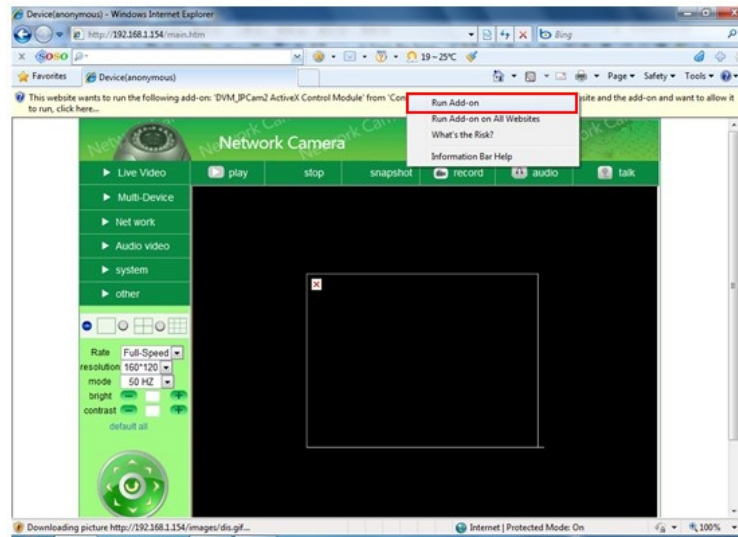 Device(anonymous) - Windows Internet Explorer
http://192.168.1.154/main.htm
Bing
SOSO
19~25℃
Favorites
Device(anonymous)
Page
Safety
Tools
This website wants to run the following add-on: 'DVM_IPCam2 ActiveX Control Module' from
site and the add-on and want to allow it
to run, click here...
Run Add-on
Run Add-on on All Websites
What's the Risk?
Information Bar Help
Network Camera
Live Video
play
stop
snapshot
record
audio
talk
Multi-Device
Net work
Audio video
system
other
Rate
Full-Speed
resolution
160*120
mode
50 HZ
bright
contrast
default all
Downloading picture http://192.168.1.154/images/dis.gif...
Internet | Protected Mode: On
100%